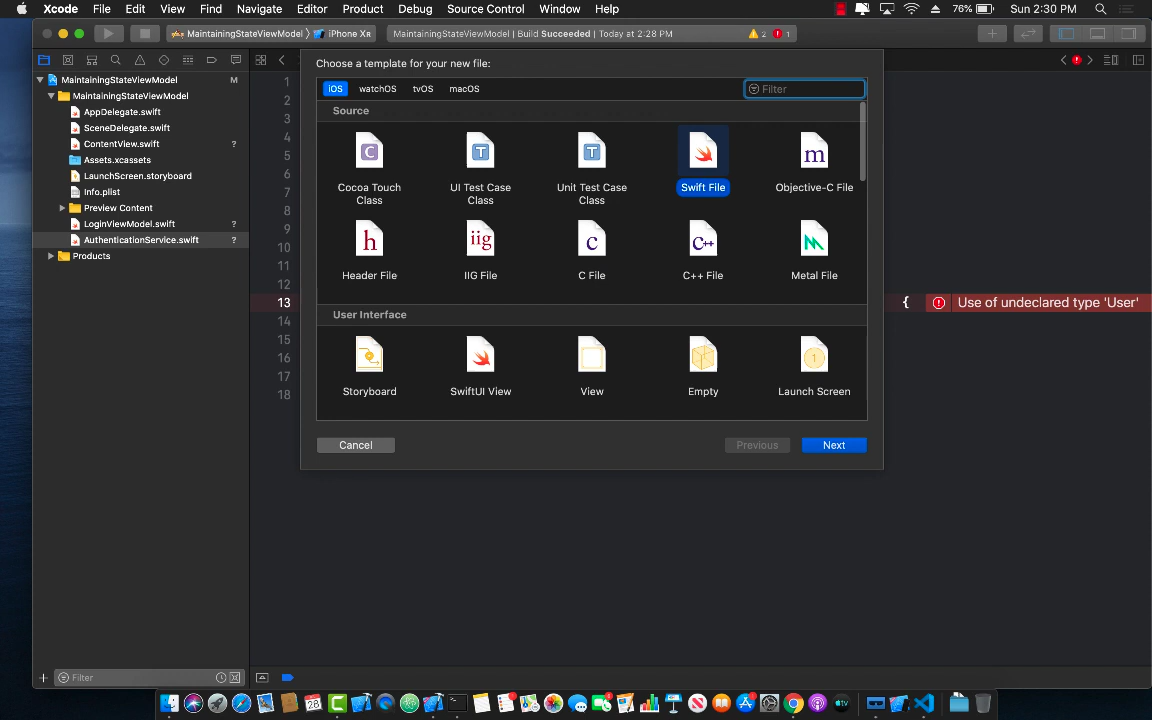 Xcode File Edit View Find Navigate Editor Product Debug Source Control Window Help 76% Sun 2:30 PM
MaintainingStateViewModel iPhone XR MaintainingStateViewModel | Build Succeeded | Today at 2:28 PM 2 1
Choose a template for your new file:
iOS watchOS tvOS macOS Filter
Source
Cocoa Touch Class
UI Test Case Class
Unit Test Case Class
Swift File
Objective-C File
Header File
IIG File
C File
C++ File
Metal File
User Interface
Storyboard
SwiftUI View
View
Empty
Launch Screen
Cancel
Previous
Next
MaintainingStateViewModel M
MaintainingStateViewModel
AppDelegate.swift
SceneDelegate.swift
ContentView.swift ?
Assets.xcassets
LaunchScreen.storyboard
Info.plist
Preview Content
LoginViewModel.swift ?
AuthenticationService.swift ?
Products
1
2
3
4
5
6
7
8
9
10
11
12
13 { Use of undeclared type 'User'
14
15
16
17
18
Filter